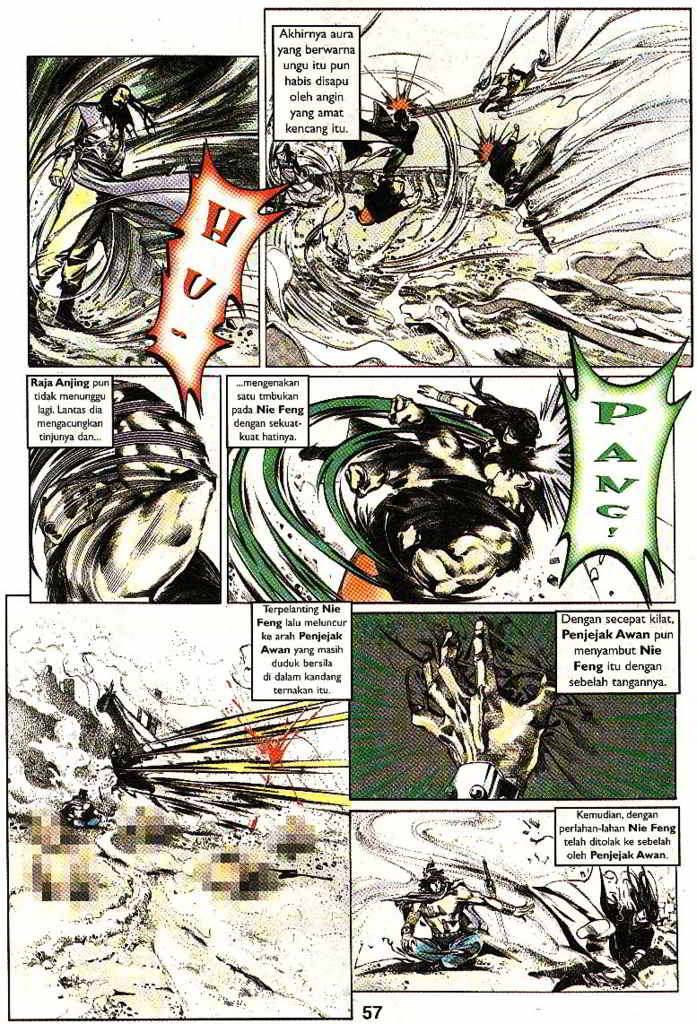 Akhirnya aura
yang berwarna
ungu itu pun
habis disapu
oleh angin
yang amat
kencang itu.
HU-
Raja Anjing pun
tidak menunggu
lagi. Lantas dia
mengacungkan
tinjunya dan...
...mengenakan
satu tmbukan
pada Nie Feng
dengan sekuat-
kuat hatinya.
PANG!
Terpelanting Nie
Feng lalu meluncur
ke arah Penjejak
Awan yang masih
duduk bersila
di dalam kandang
ternakan itu.
Dengan secepat kilat,
Penjejak Awan pun
menyambut Nie
Feng itu dengan
sebelah tangannya.
Kemudian, dengan
perlahan-lahan Nie Feng
telah ditolak ke sebelah
oleh Penjejak Awan.
57